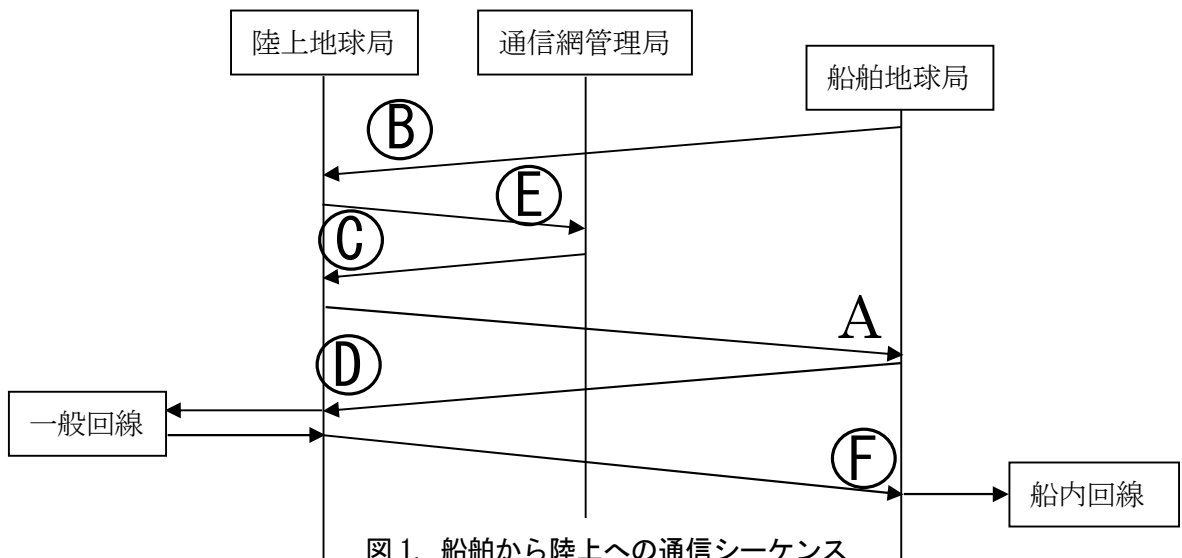 陸上地球局
通信網管理局
船舶地球局
Ⓑ
Ⓔ
Ⓒ
A
Ⓓ
一般回線
Ⓕ
船内回線
図1. 船舶から陸上への通信シーケンス